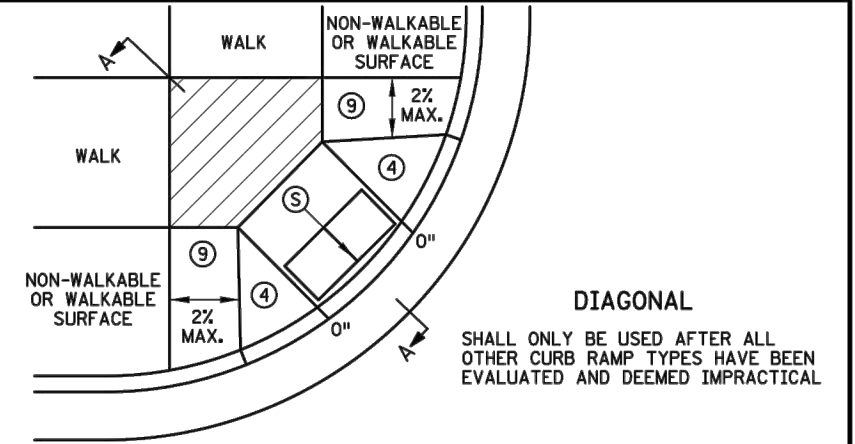 WALK
NON-WALKABLE
OR WALKABLE
SURFACE
A
9
2%
MAX.
WALK
4
S
0"
9
NON-WALKABLE
OR WALKABLE
SURFACE
4
2%
MAX.
0"
A
DIAGONAL
SHALL ONLY BE USED AFTER ALL
OTHER CURB RAMP TYPES HAVE BEEN
EVALUATED AND DEEMED IMPRACTICAL